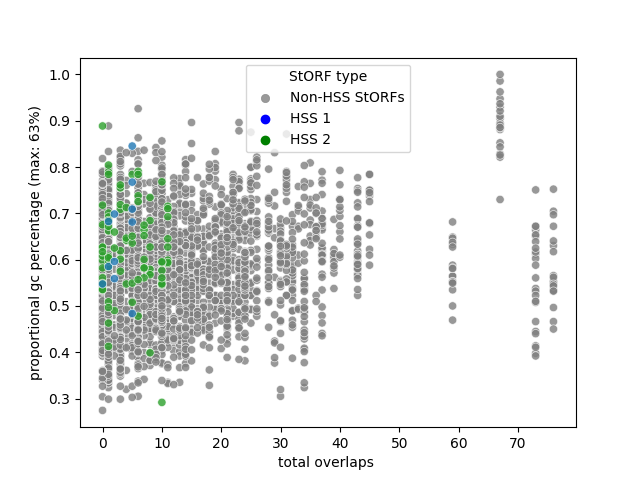 StORF type
Non-HSS StORFs
HSS 1
HSS 2
1.0
0.9
0.8
0.7
0.6
0.5
0.4
0.3
proportional gc percentage (max: 63%)
0 10 20 30 40 50 60 70
total overlaps